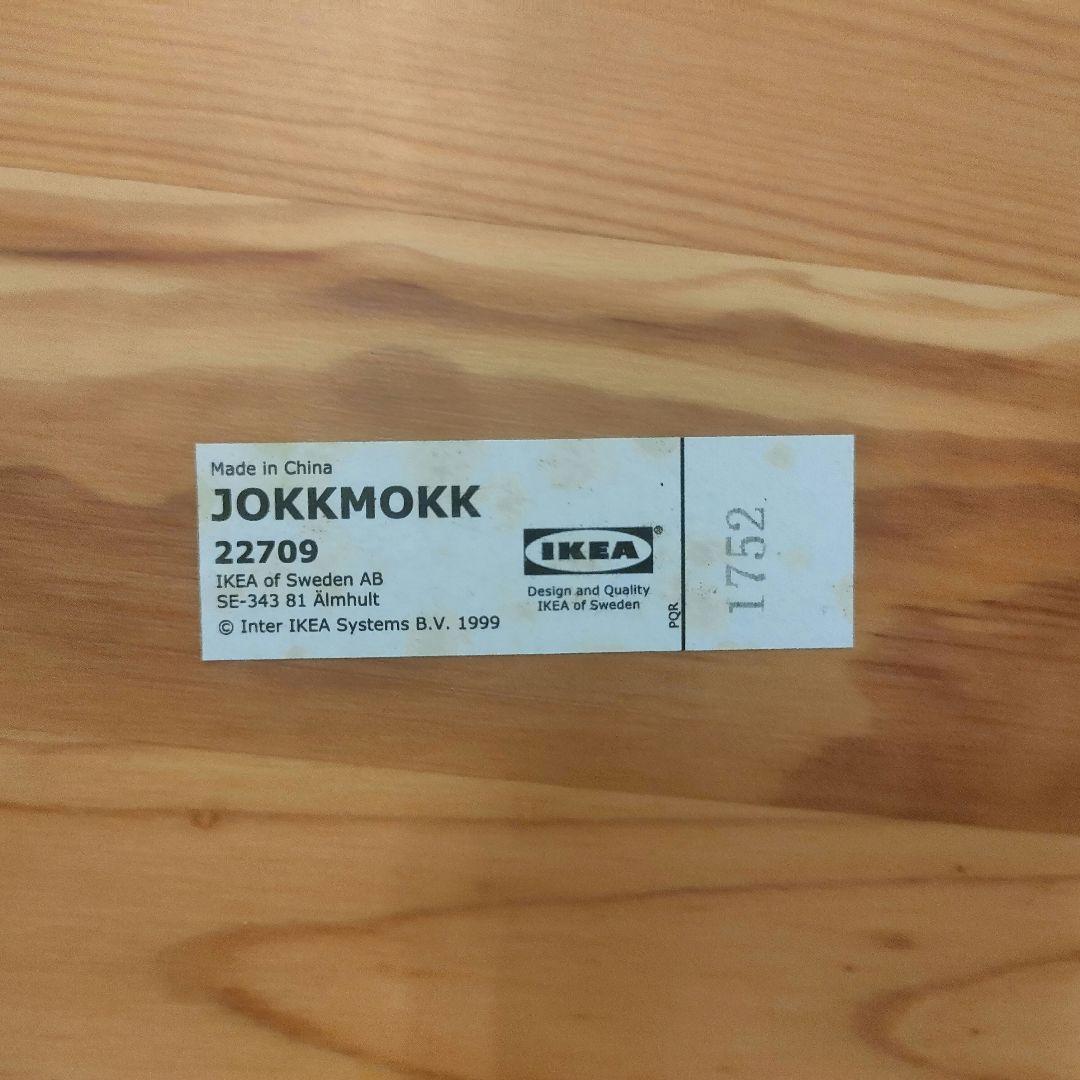 Made in China
JOKKMOKK
22709
IKEA of Sweden AB
SE-343 81 Älmhult
© Inter IKEA Systems B.V. 1999
IKEA®
Design and Quality
IKEA of Sweden
PQR
1752